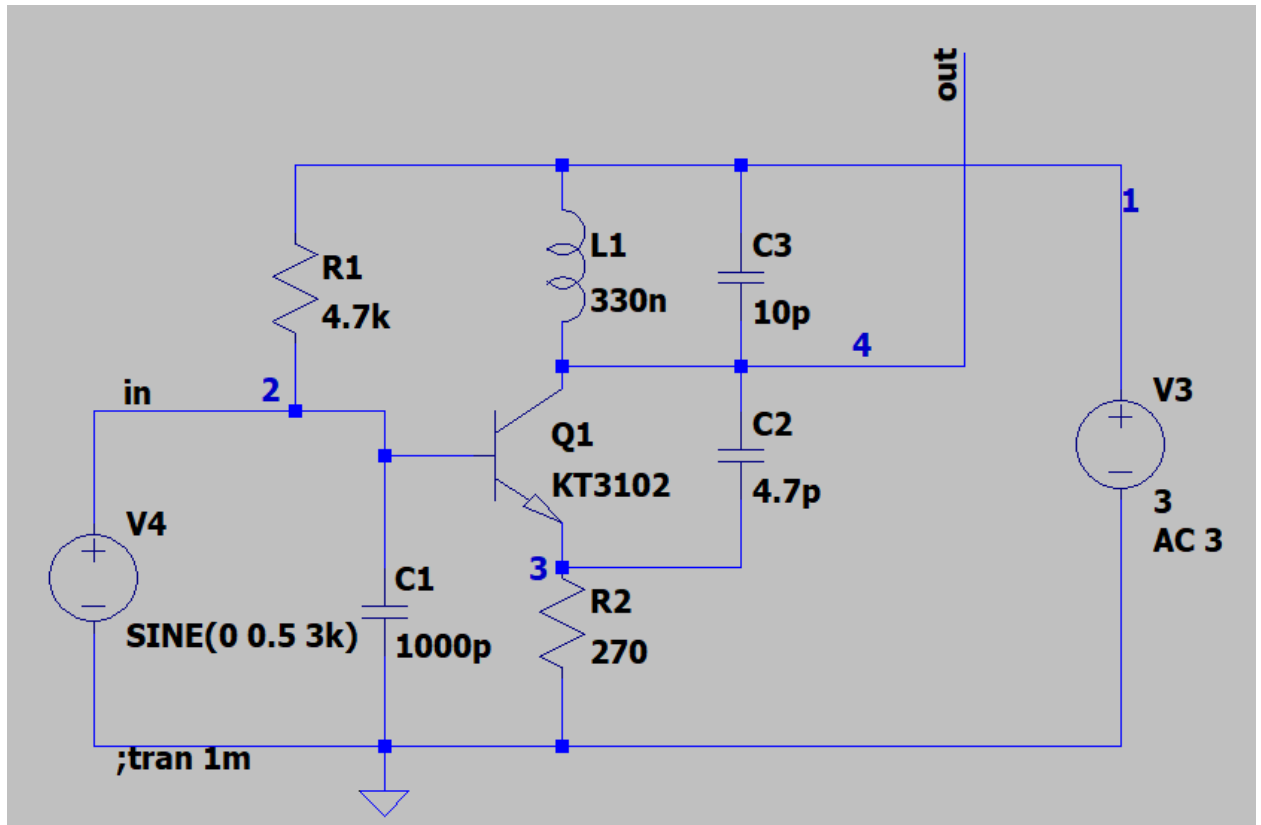 out
1
R1
4.7k
L1
330n
C3
10p
4
in
2
Q1
KT3102
C2
4.7p
V3
3
AC 3
V4
SINE(0 0.5 3k)
C1
1000p
3
R2
270
;tran 1m